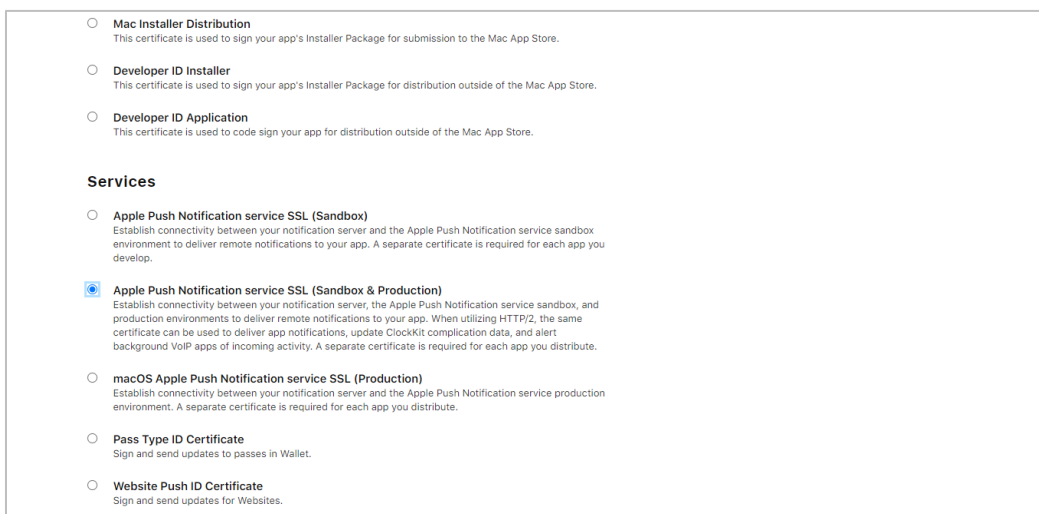 Mac Installer Distribution
This certificate is used to sign your app's Installer Package for submission to the Mac App Store.
Developer ID Installer
This certificate is used to sign your app's Installer Package for distribution outside of the Mac App Store.
Developer ID Application
This certificate is used to code sign your app for distribution outside of the Mac App Store.
Services
Apple Push Notification service SSL (Sandbox)
Establish connectivity between your notification server and the Apple Push Notification service sandbox
environment to deliver remote notifications to your app. A separate certificate is required for each app you
develop.
Apple Push Notification service SSL (Sandbox & Production)
Establish connectivity between your notification server, the Apple Push Notification service sandbox, and
production environments to deliver remote notifications to your app. When utilizing HTTP/2, the same
certificate can be used to deliver app notifications, update ClockKit complication data, and alert
background VoIP apps of incoming activity. A separate certificate is required for each app you distribute.
macOS Apple Push Notification service SSL (Production)
Establish connectivity between your notification server and the Apple Push Notification service production
environment. A separate certificate is required for each app you distribute.
Pass Type ID Certificate
Sign and send updates to passes in Wallet.
Website Push ID Certificate
Sign and send updates for Websites.